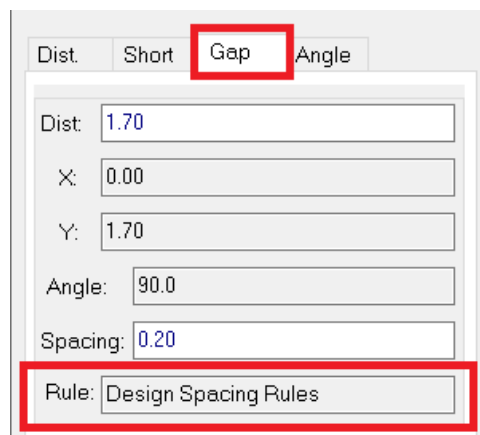 Dist. Short Gap Angle
Dist: 1.70
X: 0.00
Y: 1.70
Angle: 90.0
Spacing: 0.20
Rule: Design Spacing Rules